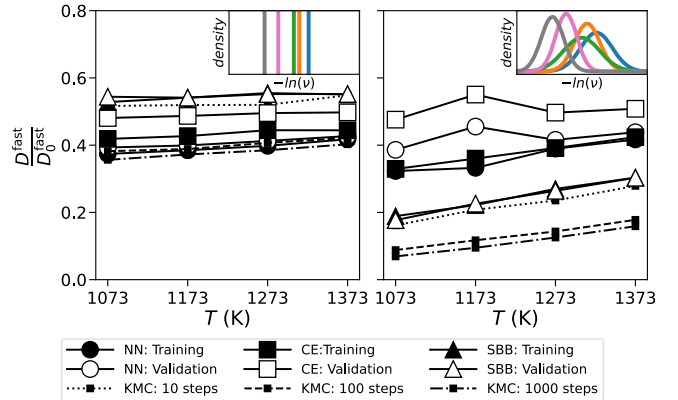 0.8
0.6
0.4
0.2
0.0
D^fast
D_0^fast
density
−ln(ν)
density
−ln(ν)
1073 1173 1273 1373
1073 1173 1273 1373
T (K)
T (K)
NN: Training CE:Training SBB: Training
NN: Validation CE: Validation SBB: Validation
KMC: 10 steps KMC: 100 steps KMC: 1000 steps